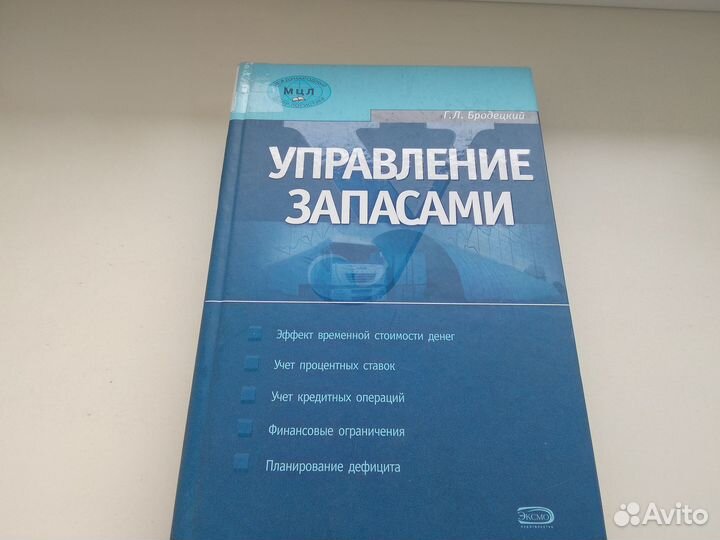 МЦЛ
Г.Л. Бродецкий
УПРАВЛЕНИЕ
ЗАПАСАМИ
Эффект временной стоимости денег
Учет процентных ставок
Учет кредитных операций
Финансовые ограничения
Планирование дефицита
ЭКСМО
Avito